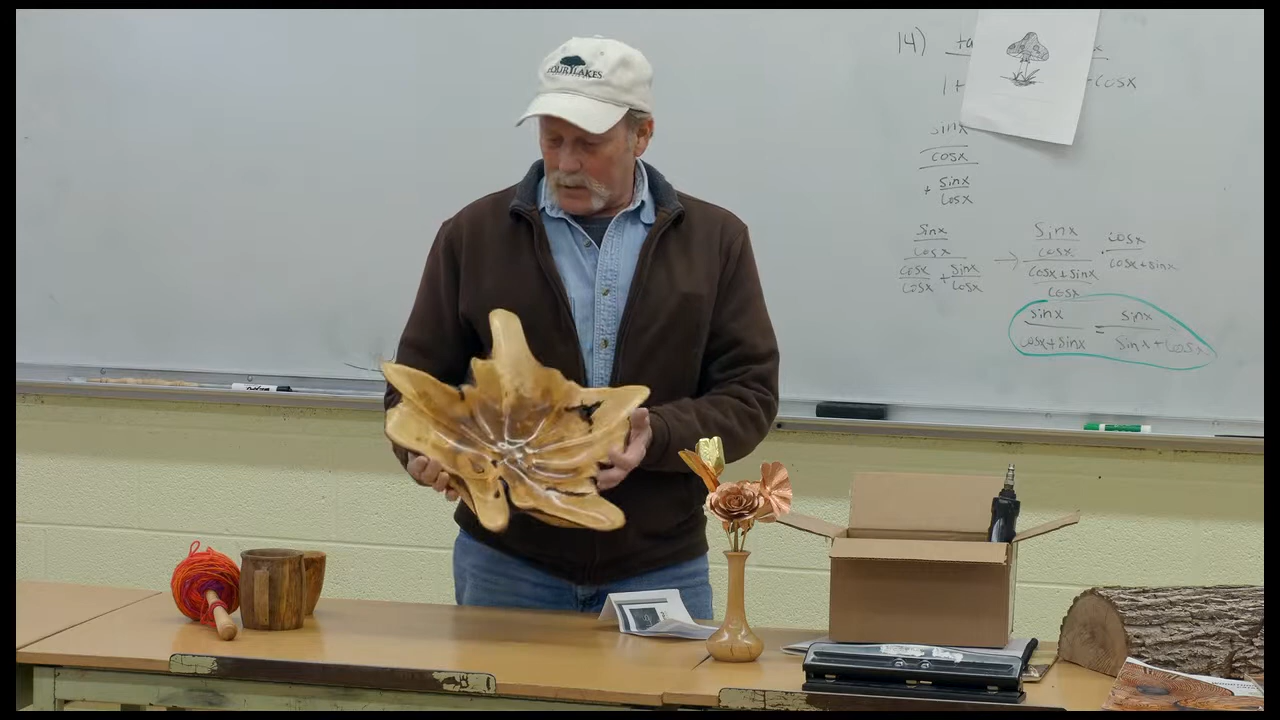 FOUR LAKES
14)
cosx
sinx
cosx
+ sinx
cosx
sinx
cosx
cosx + sinx
cosx cosx
→
sinx
cosx
cosx+sinx
cosx
· cosx
cosx+sinx
sinx = sinx
cosx+sinx sinx+cosx